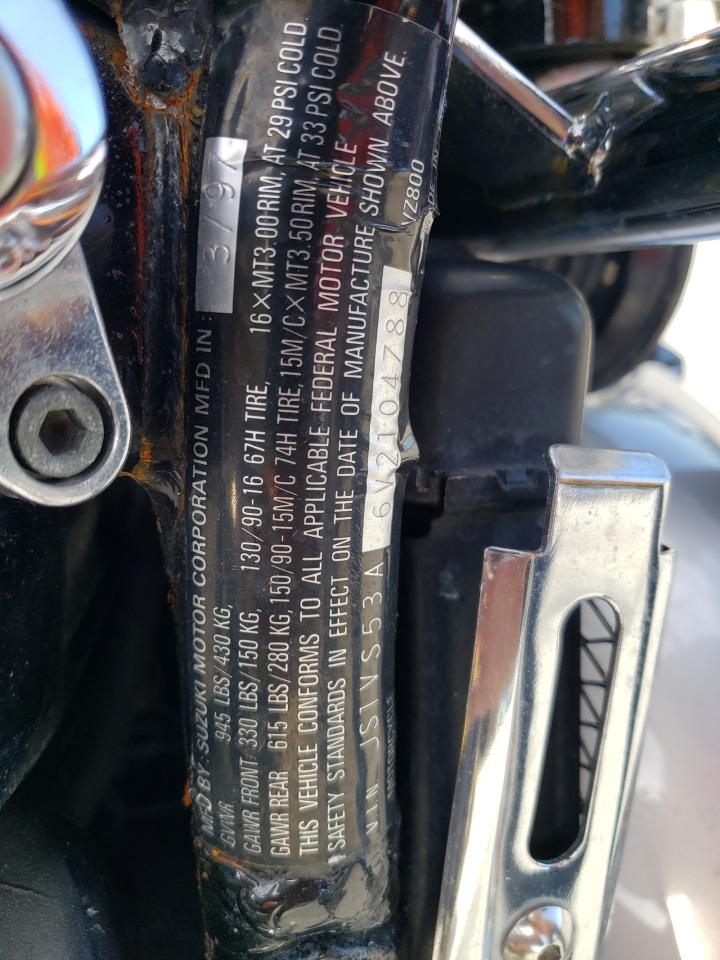 MFD BY SUZUKI MOTOR CORPORATION MFD IN : 3/97
GVWR 945 LBS/430 KG,
GAWR FRONT 330 LBS/150 KG, 130/90-16 67H TIRE, 16×MT3.00 RIM, AT 29 PSI COLD.
GAWR REAR 615 LBS/280 KG, 150/90-15M/C 74H TIRE, 15M/C×MT3.50 RIM, AT 33 PSI COLD.
THIS VEHICLE CONFORMS TO ALL APPLICABLE FEDERAL MOTOR VEHICLE
SAFETY STANDARDS IN EFFECT ON THE DATE OF MANUFACTURE SHOWN ABOVE.
V.I.N. JS1VS53A6V2104788 VZ800
MOTORCYCLE